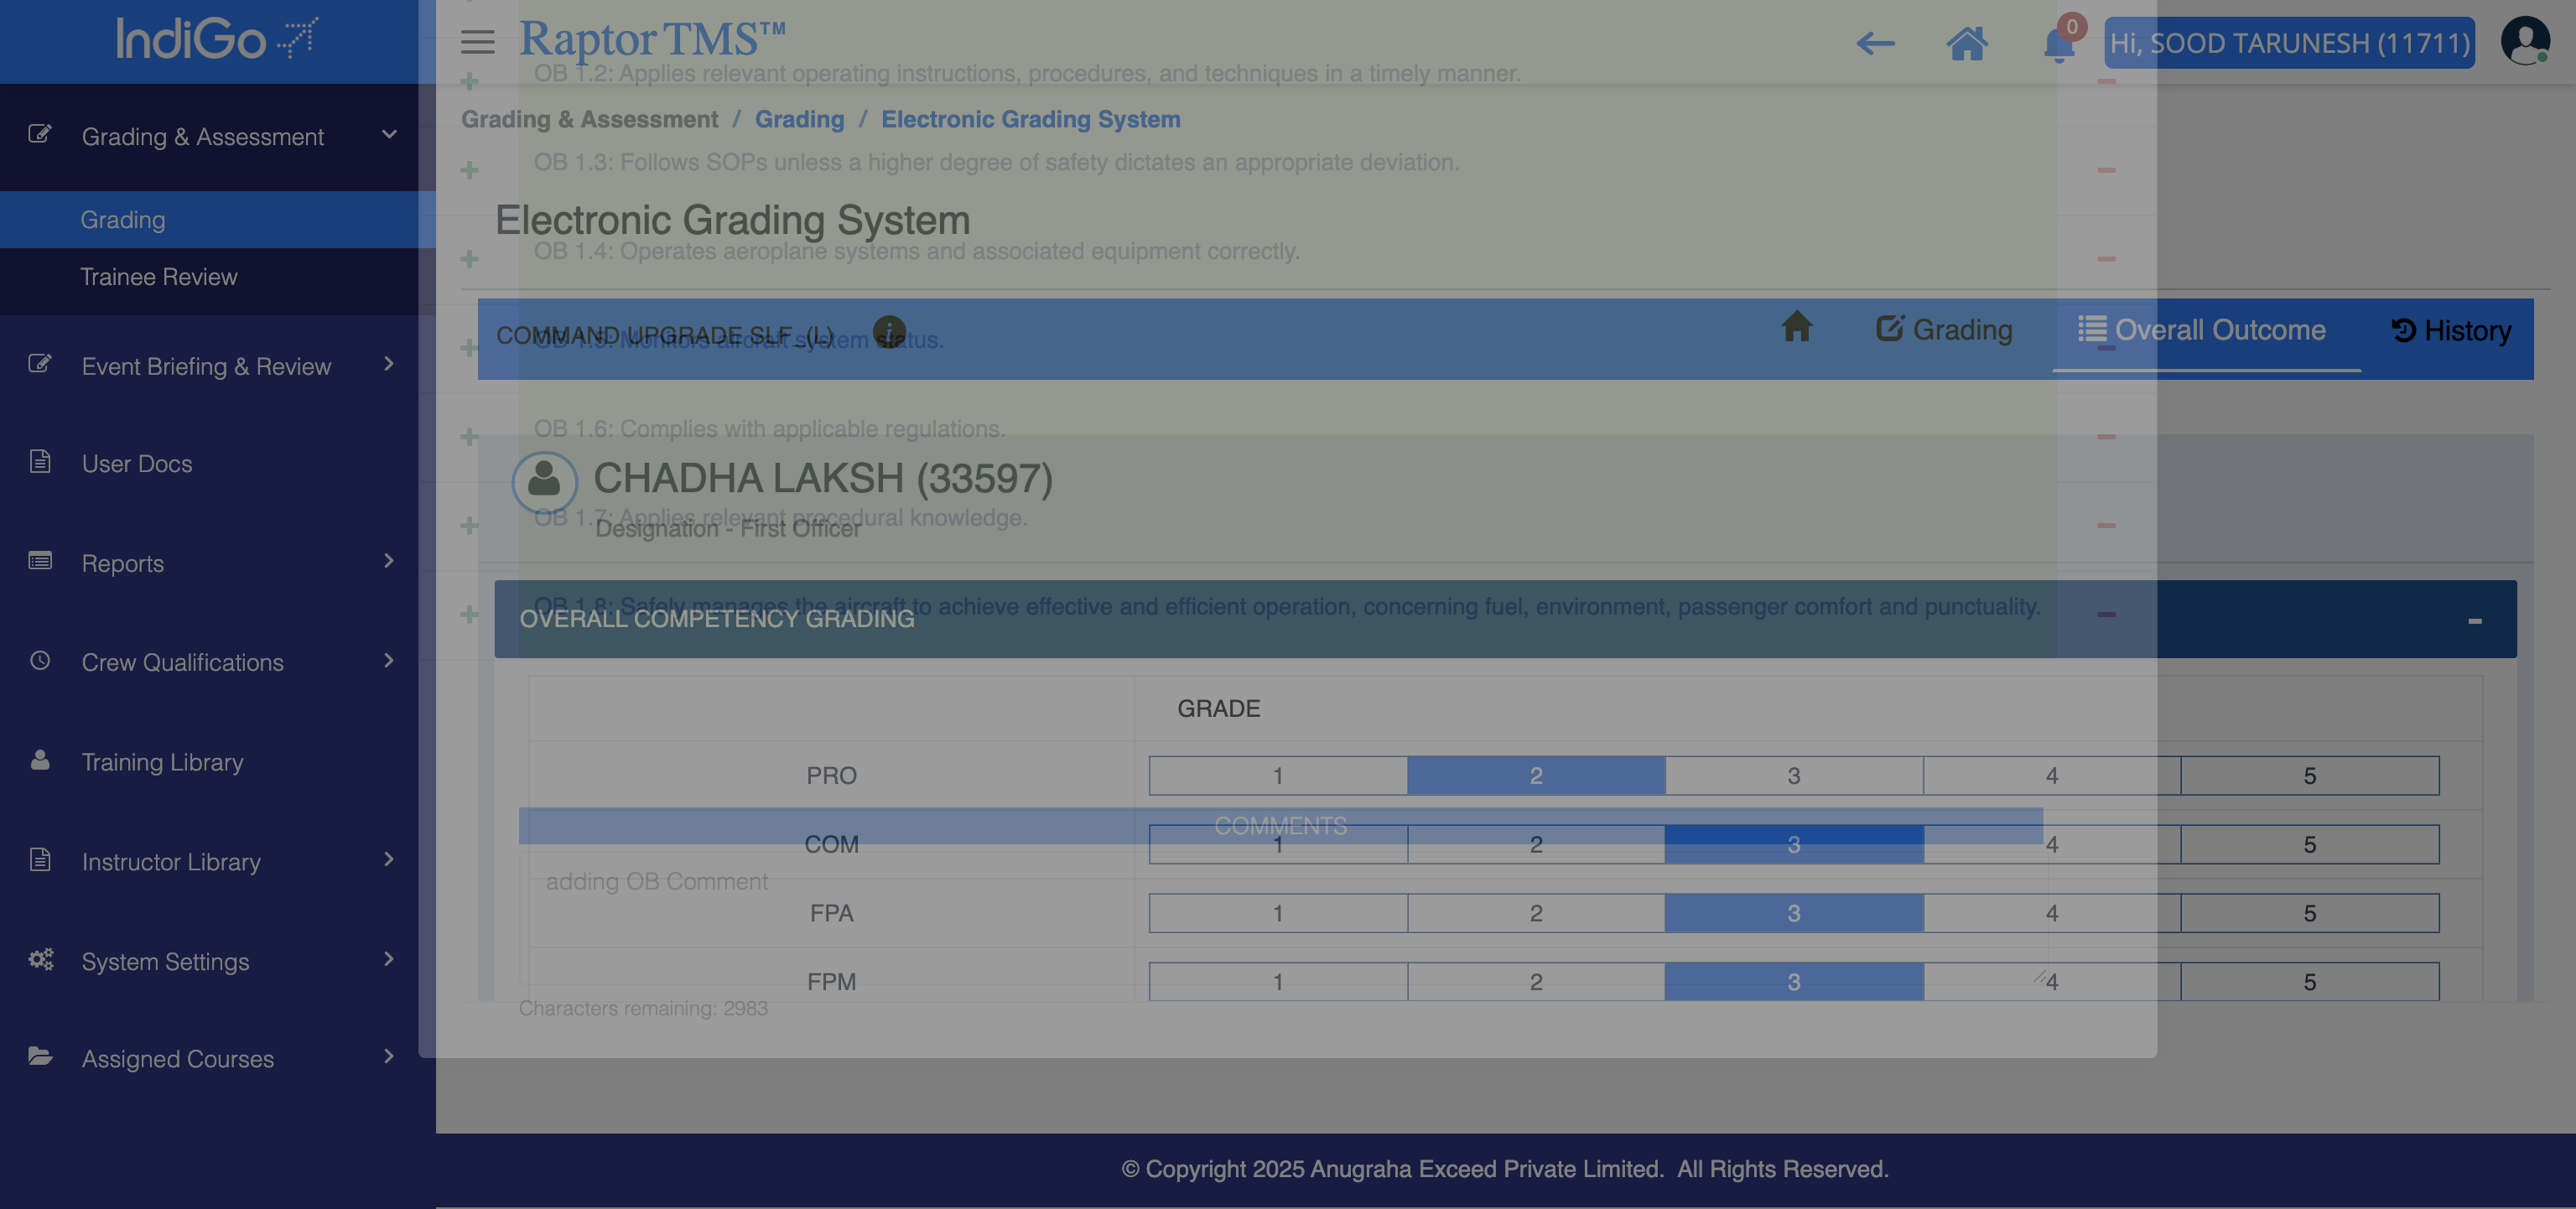 IndiGo
Raptor TMS™
0
Hi, SOOD TARUNESH (11711)
OB 1.2: Applies relevant operating instructions, procedures, and techniques in a timely manner.
Grading & Assessment / Grading / Electronic Grading System
OB 1.3: Follows SOPs unless a higher degree of safety dictates an appropriate deviation.
Electronic Grading System
OB 1.4: Operates aeroplane systems and associated equipment correctly.
COMMAND UPGRADE SLF_(L)
OB 1.5: Monitors aircraft system status.
Grading
Overall Outcome
History
OB 1.6: Complies with applicable regulations.
CHADHA LAKSH (33597)
OB 1.7: Applies relevant procedural knowledge.
Designation - First Officer
OB 1.8: Safely manages the aircraft to achieve effective and efficient operation, concerning fuel, environment, passenger comfort and punctuality.
OVERALL COMPETENCY GRADING
GRADE
PRO 1 2 3 4 5
COMMENTS
COM 1 2 3 4 5
adding OB Comment
FPA 1 2 3 4 5
FPM 1 2 3 4 5
Characters remaining: 2983
Grading & Assessment
Grading
Trainee Review
Event Briefing & Review
User Docs
Reports
Crew Qualifications
Training Library
Instructor Library
System Settings
Assigned Courses
© Copyright 2025 Anugraha Exceed Private Limited. All Rights Reserved.